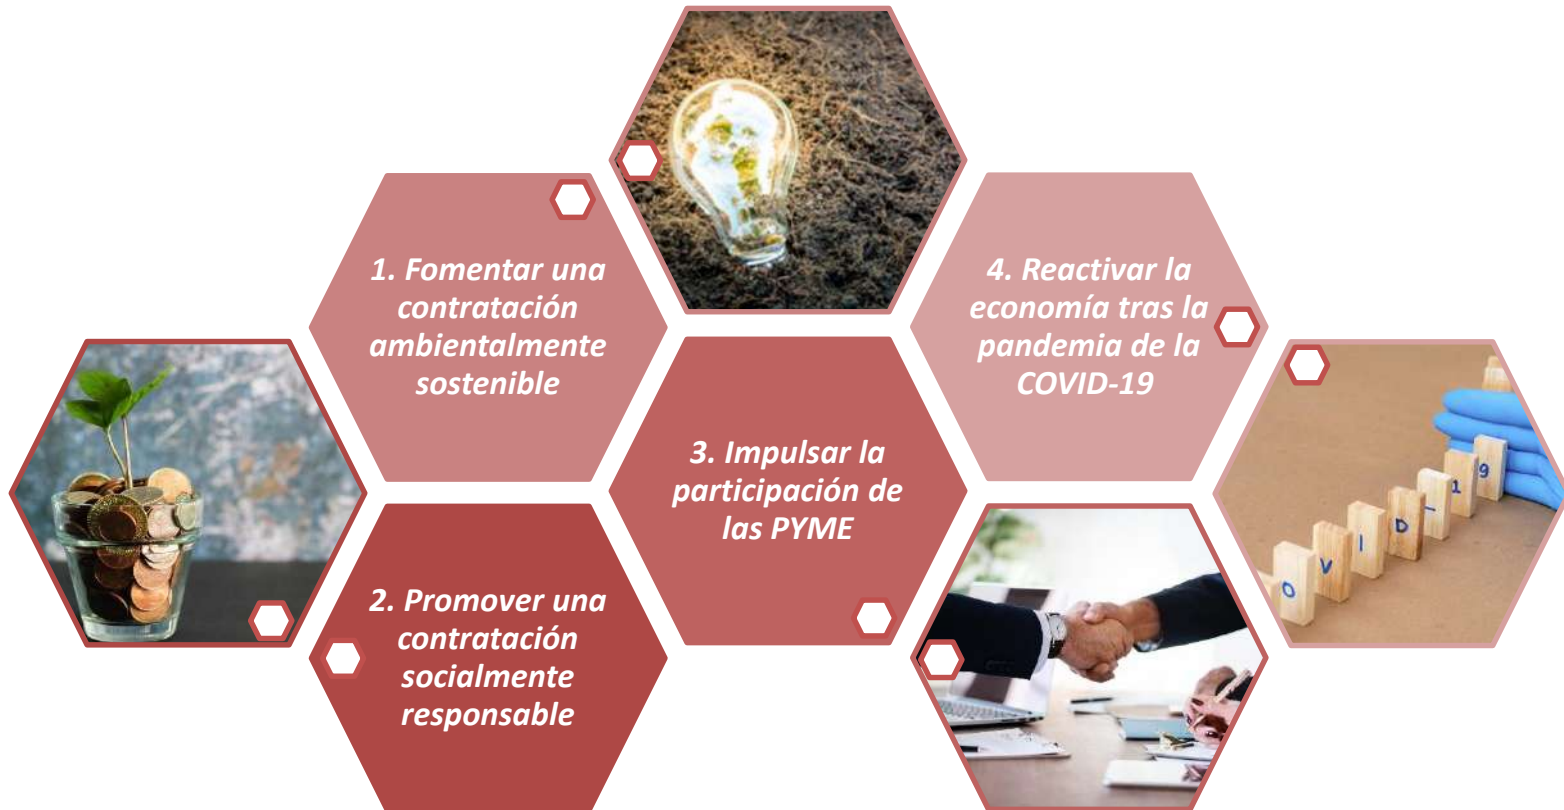 1. Fomentar una
contratación
ambientalmente
sostenible
2. Promover una
contratación
socialmente
responsable
3. Impulsar la
participación de
las PYME
4. Reactivar la
economía tras la
pandemia de la
COVID-19
OVID-19